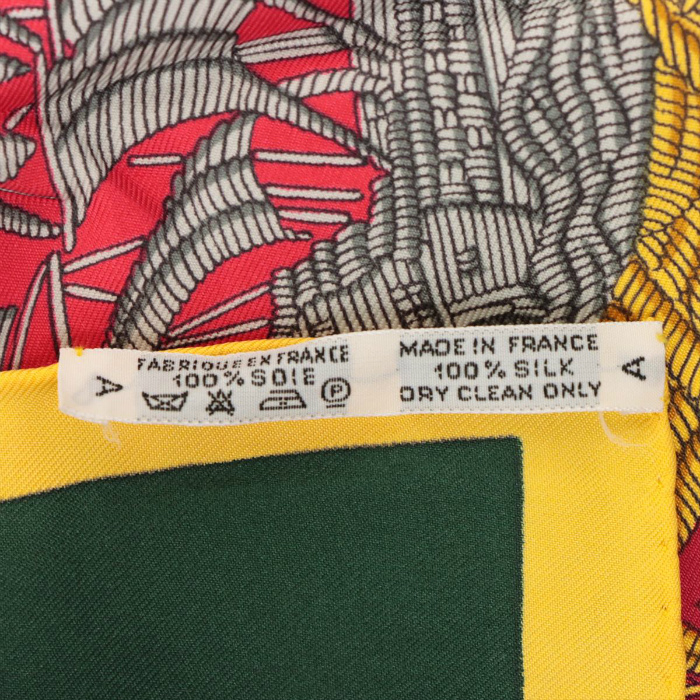 A
FABRIQUE EN FRANCE
100% SOIE
P
MADE IN FRANCE
100% SILK
DRY CLEAN ONLY
A